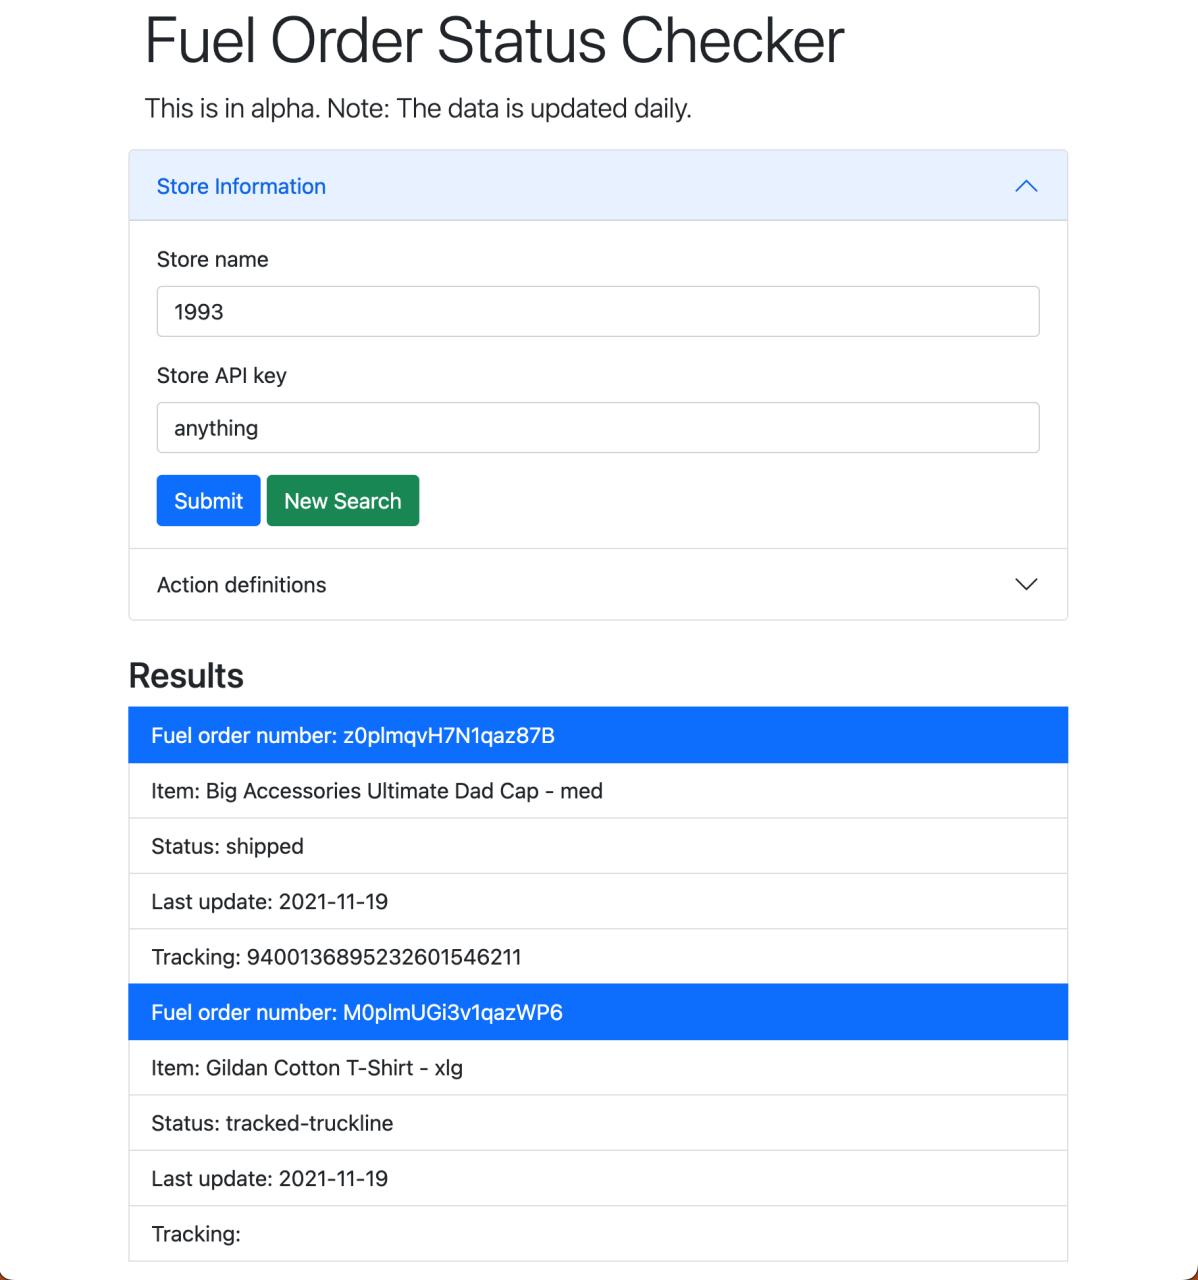 Fuel Order Status Checker
This is in alpha. Note: The data is updated daily.
Store Information
Store name
1993
Store API key
anything
Submit New Search
Action definitions
Results
Fuel order number: z0plmqvH7N1qaz87B
Item: Big Accessories Ultimate Dad Cap - med
Status: shipped
Last update: 2021-11-19
Tracking: 9400136895232601546211
Fuel order number: M0plmUGi3v1qazWP6
Item: Gildan Cotton T-Shirt - xlg
Status: tracked-truckline
Last update: 2021-11-19
Tracking: